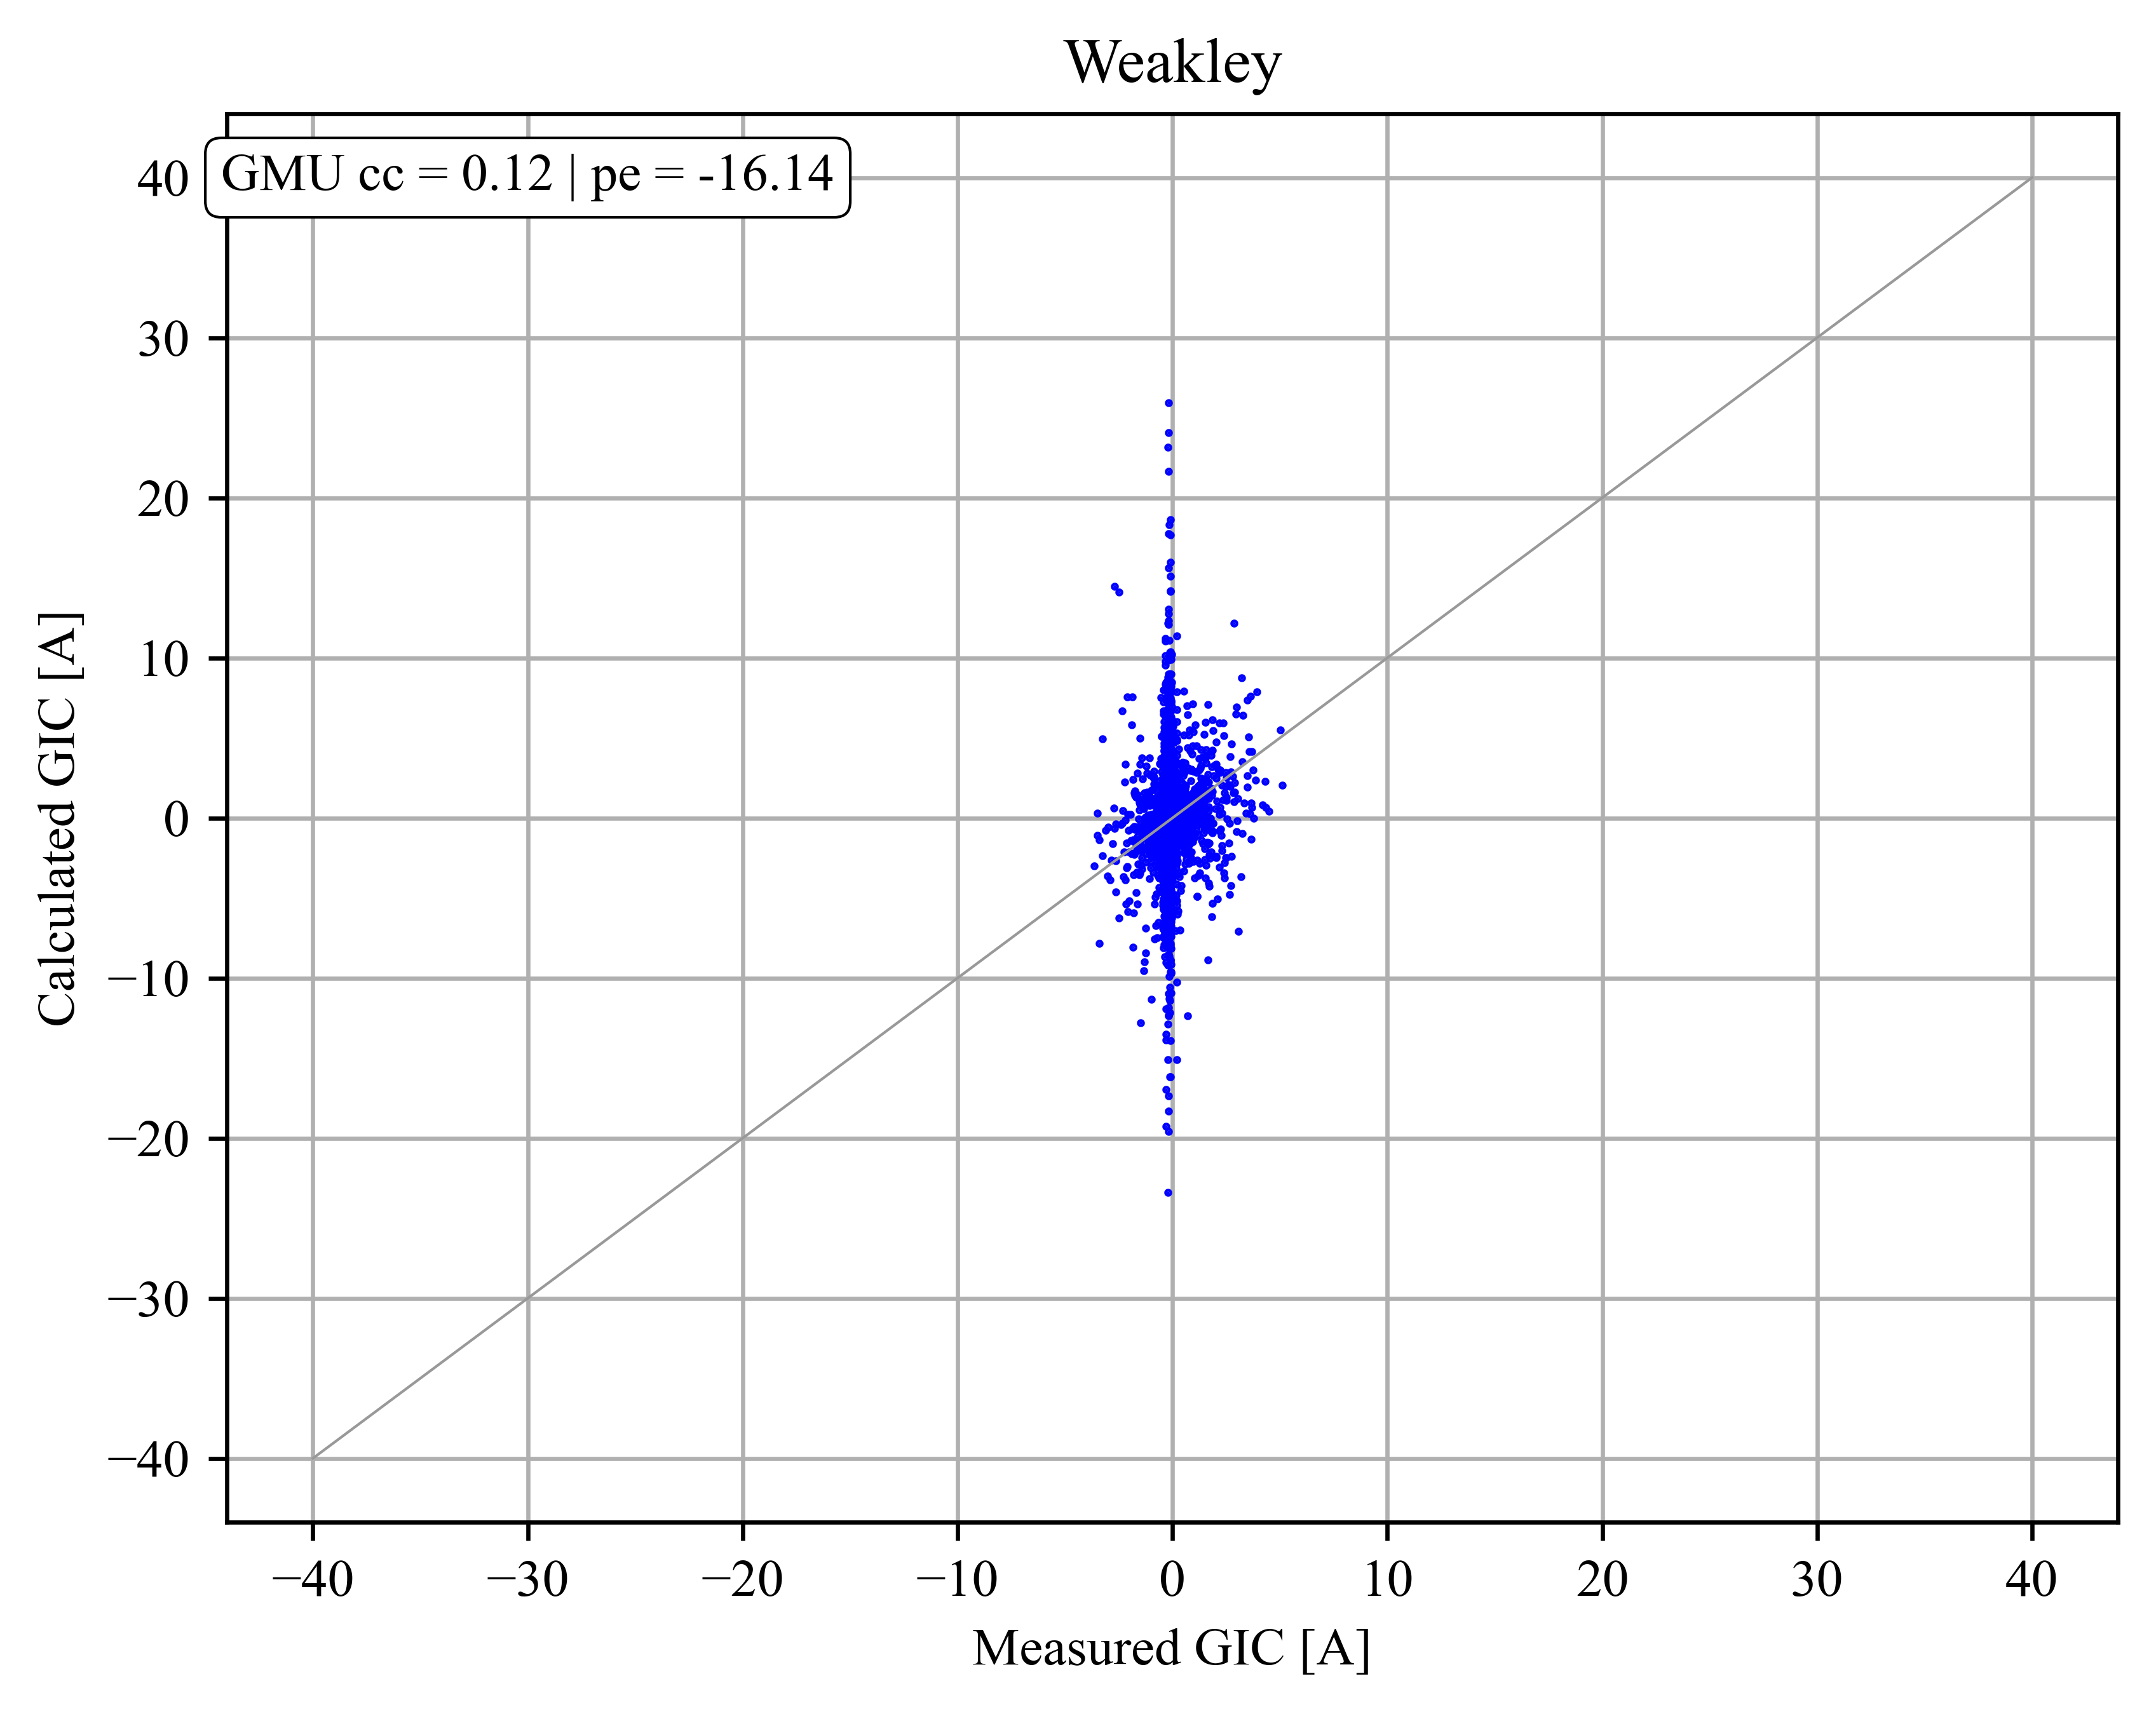 Weakley
GMU cc = 0.12 | pe = -16.14
40
30
20
10
0
−10
−20
−30
−40
Calculated GIC [A]
−40 −30 −20 −10 0 10 20 30 40
Measured GIC [A]